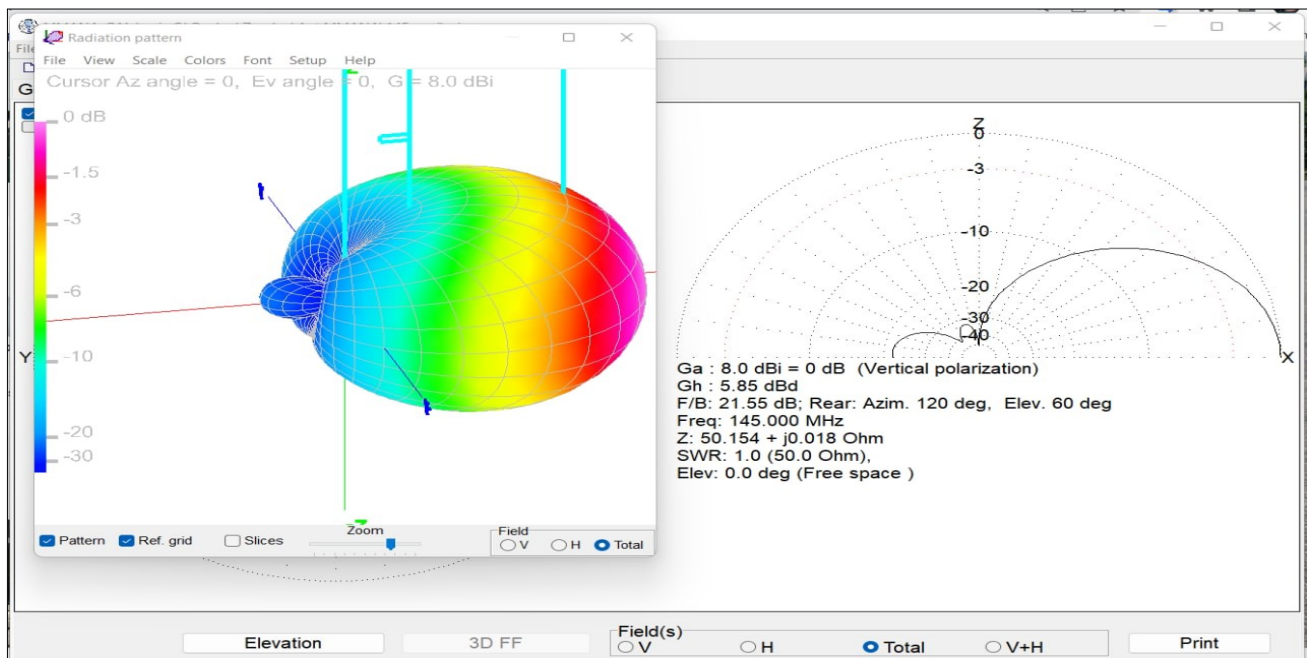 Radiation pattern
File
File View Scale Colors Font Setup Help
G
Cursor Az angle = 0, Ev angle = 0, G = 8.0 dBi
0 dB
-1.5
-3
-6
-10
-20
-30
Y
Z
0
-3
-10
-20
-30
-40
X
Ga : 8.0 dBi = 0 dB (Vertical polarization)
Gh : 5.85 dBd
F/B: 21.55 dB; Rear: Azim. 120 deg, Elev. 60 deg
Freq: 145.000 MHz
Z: 50.154 + j0.018 Ohm
SWR: 1.0 (50.0 Ohm),
Elev: 0.0 deg (Free space )
Pattern Ref. grid Slices
Zoom
Field
V H Total
Elevation
3D FF
Field(s)
V H Total V+H
Print